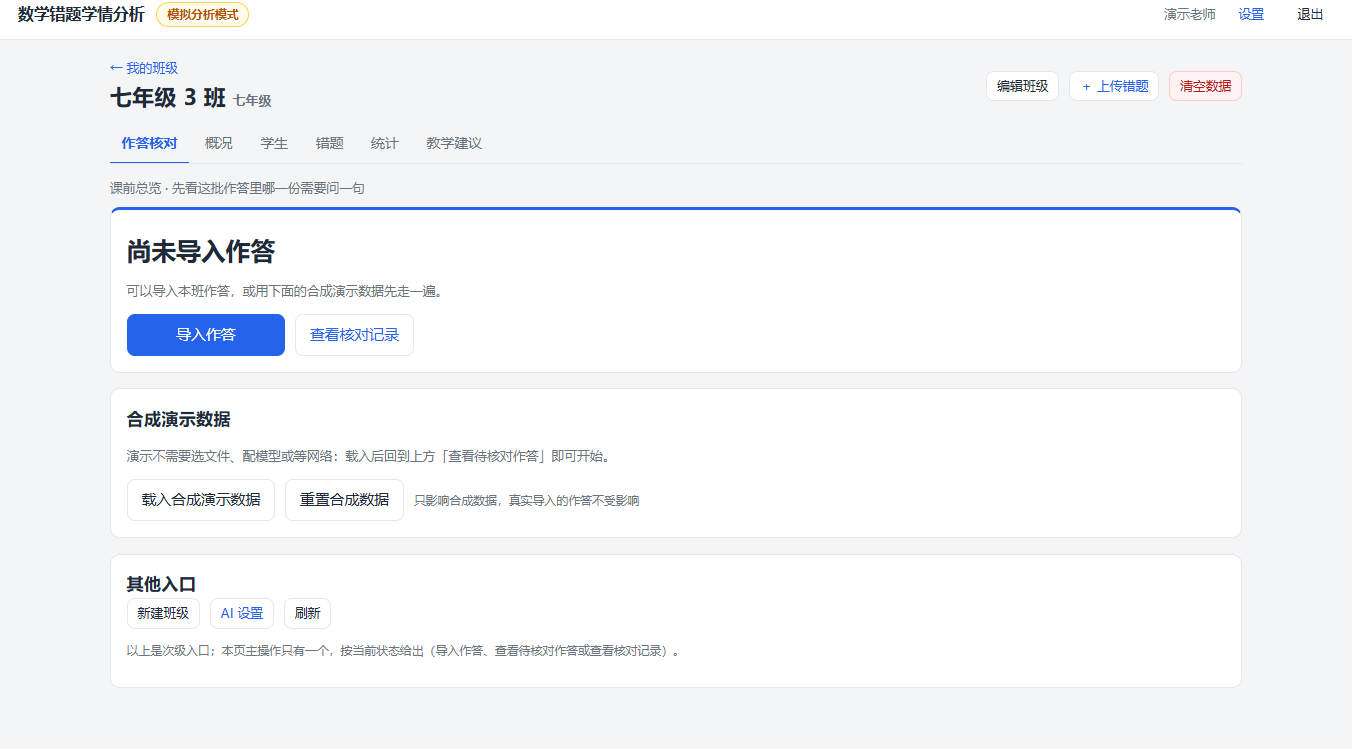 数学错题学情分析 模拟分析模式 演示老师 设置 退出
← 我的班级
七年级 3 班 七年级
编辑班级 + 上传错题 清空数据
作答核对 概况 学生 错题 统计 教学建议
课前总览 · 先看这批作答里哪一份需要问一句
尚未导入作答
可以导入本班作答，或用下面的合成演示数据先走一遍。
导入作答 查看核对记录
合成演示数据
演示不需要选文件、配模型或等网络：载入后回到上方「查看待核对作答」即可开始。
载入合成演示数据 重置合成数据 只影响合成数据，真实导入的作答不受影响
其他入口
新建班级 AI 设置 刷新
以上是次级入口；本页主操作只有一个，按当前状态给出（导入作答、查看待核对作答或查看核对记录）。